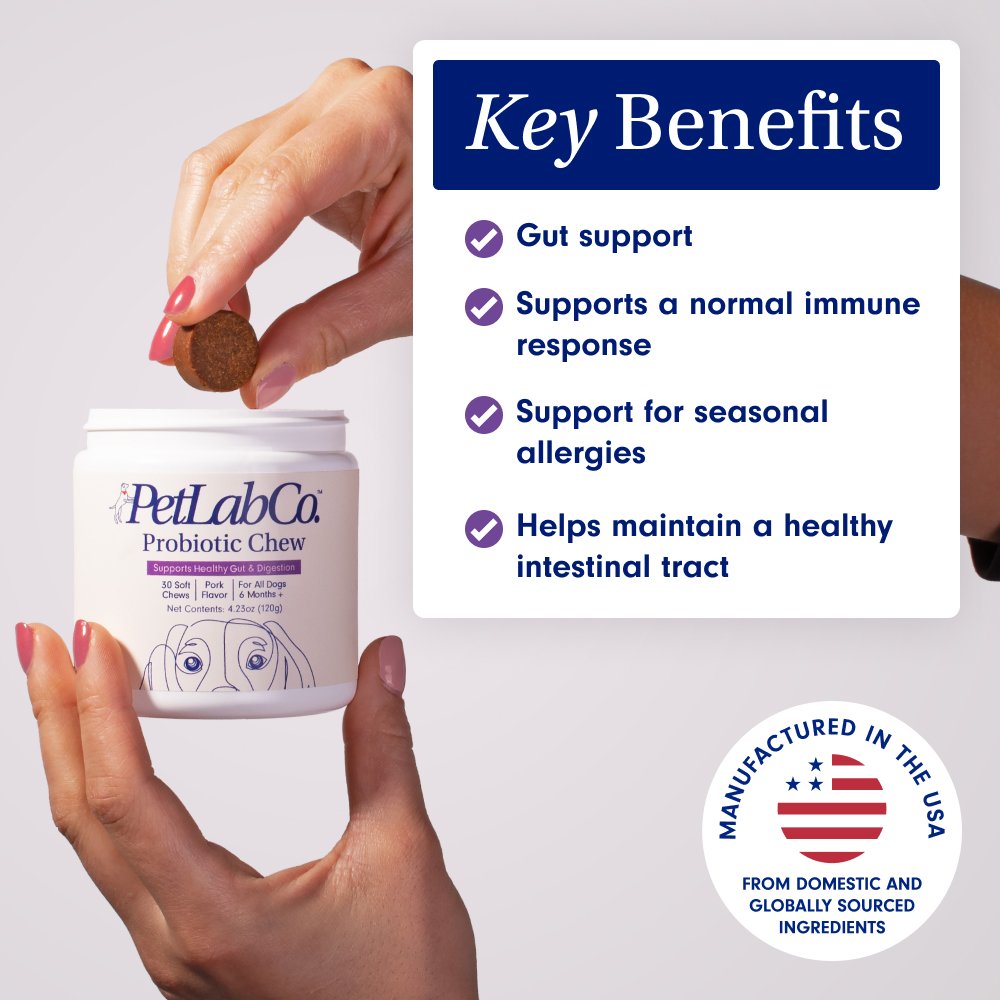 Key Benefits
Gut support
Supports a normal immune
response
Support for seasonal
allergies
Helps maintain a healthy
intestinal tract
PetLabCo.™
Probiotic Chew
Supports Healthy Gut & Digestion
30 Soft Chews | Pork Flavor | For All Dogs 6 Months +
Net Contents: 4.23oz (120g)
MANUFACTURED IN THE USA
FROM DOMESTIC AND
GLOBALLY SOURCED
INGREDIENTS